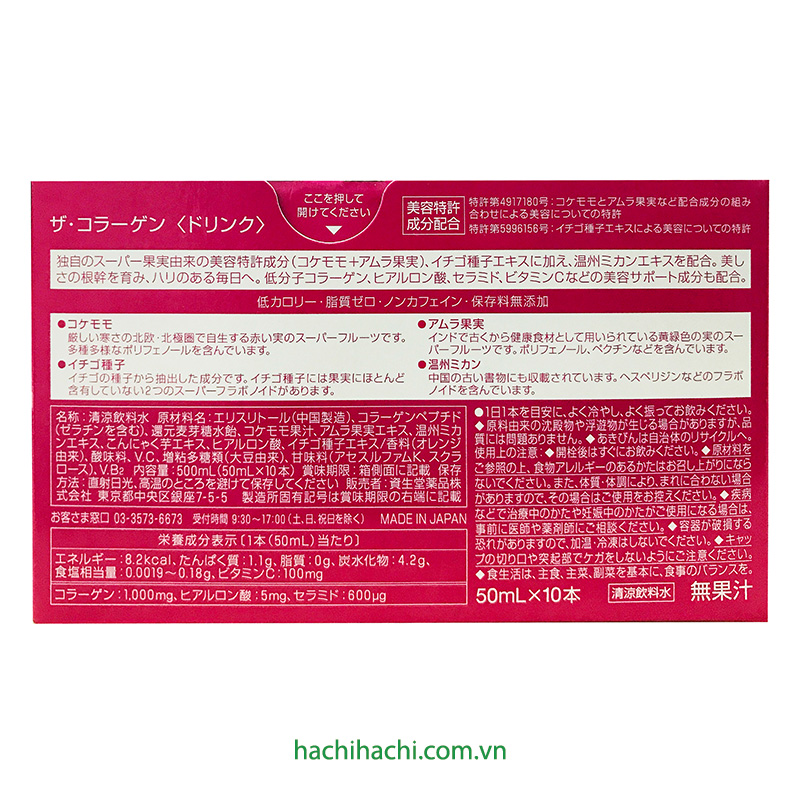 ここを押して
開けてください
ザ・コラーゲン〈ドリンク〉
美容特許
成分配合
特許第4917180号：コケモモとアムラ果実など配合成分の組み
合わせによる美容についての特許
特許第5996156号：イチゴ種子エキスによる美容についての特許
独自のスーパー果実由来の美容特許成分（コケモモ＋アムラ果実）、イチゴ種子エキスに加え、温州ミカンエキスを配合。美し
さの根幹を育み、ハリのある毎日へ。低分子コラーゲン、ヒアルロン酸、セラミド、ビタミンCなどの美容サポート成分も配合。
低カロリー・脂質ゼロ・ノンカフェイン・保存料無添加
●コケモモ
厳しい寒さの北欧・北極圏で自生する赤い実のスーパーフルーツです。
多種多様なポリフェノールを含んでいます。
●イチゴ種子
イチゴの種子から抽出した成分です。イチゴ種子には果実にほとんど
含有していない2つのスーパーフラボノイドがあります。
●アムラ果実
インドで古くから健康食材として用いられている黄緑色の実のスー
パーフルーツです。ポリフェノール、ペクチンなどを含んでいます。
●温州ミカン
中国の古い書物にも収載されています。ヘスペリジンなどのフラボ
ノイドを含んでいます。
名称：清涼飲料水 原材料名：エリスリトール（中国製造）、コラーゲンペプチド
（ゼラチンを含む）、還元麦芽糖水飴、コケモモ果汁、アムラ果実エキス、温州ミカ
ンエキス、こんにゃく芋エキス、ヒアルロン酸、イチゴ種子エキス/香料（オレンジ
由来）、酸味料、V.C、増粘多糖類（大豆由来）、甘味料（アセスルファムK、スクラ
ロース）、V.B2 内容量：500mL（50mL×10本） 賞味期限：箱側面に記載 保存
方法：直射日光、高温のところを避けて保存してください 販売者：資生堂薬品株
式会社 東京都中央区銀座7-5-5 製造所固有記号は賞味期限の右端に記載
お客さま窓口 03-3573-6673 受付時間 9:30～17:00（土、日、祝日を除く） MADE IN JAPAN
栄養成分表示〔1本（50mL）当たり〕
エネルギー：8.2kcal、たんぱく質：1.1g、脂質：0g、炭水化物：4.2g、
食塩相当量：0.0019～0.18g、ビタミンC：100mg
コラーゲン：1,000mg、ヒアルロン酸：5mg、セラミド：600μg
●1日1本を目安に、よく冷やし、よく振ってお飲みください。
◆原料由来の沈殿物や浮遊物が生じる場合がありますが、品
質には問題ありません。◆あきびんは自治体のリサイクルへ。
使用上の注意：◆開栓後はすぐにお飲みください。◆原材料を
ご参照の上、食物アレルギーのあるかたはお召し上がりになら
ないでください。また、体質・体調により、まれに合わない場合
がありますので、その場合はご使用をお控えください。◆疾病
などで治療中のかたや妊娠中のかたがご使用になる場合は、
事前に医師や薬剤師にご相談ください。◆容器が破損する
恐れがありますので、加温・冷凍はしないでください。◆キャッ
プの切り口や突起部でケガをしないようにご注意ください。
◆食生活は、主食、主菜、副菜を基本に、食事のバランスを。
50mL×10本 清涼飲料水 無果汁
hachihachi.com.vn